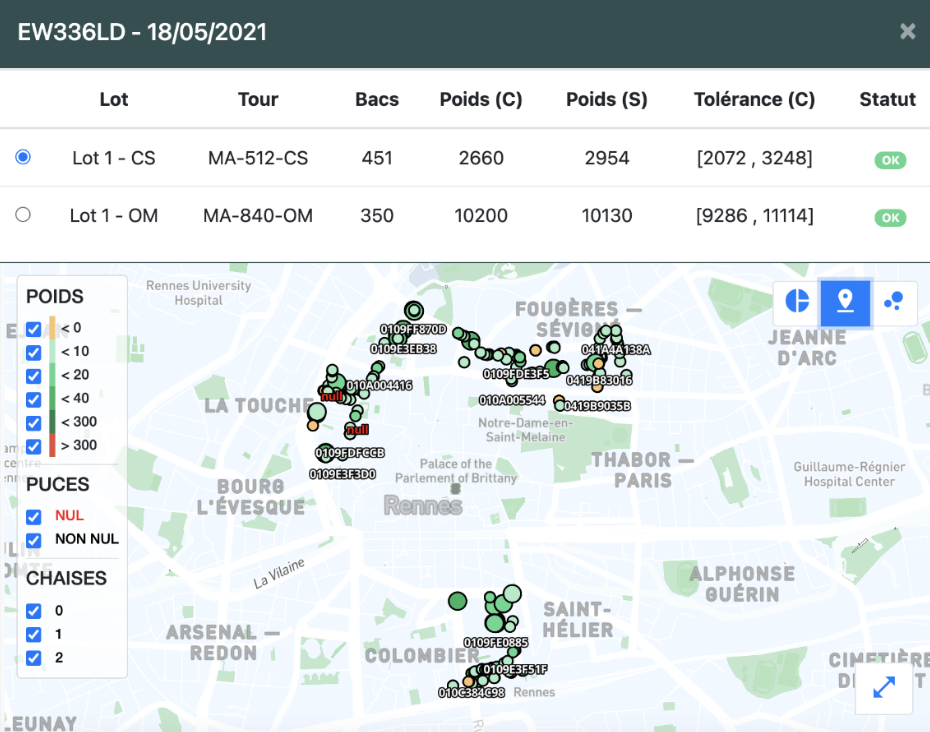 EW336LD - 18/05/2021 ×
Lot Tour Bacs Poids (C) Poids (S) Tolérance (C) Statut
Lot 1 - CS MA-512-CS 451 2660 2954 [2072 , 3248] OK
Lot 1 - OM MA-840-OM 350 10200 10130 [9286 , 11114] OK
POIDS
< 0
< 10
< 20
< 40
< 300
> 300
PUCES
NUL
NON NUL
CHAISES
0
1
2
Rennes University
Hospital
FOUGÈRES —
SÉVIGNÉ
JEANNE
D'ARC
0109FF870D
0109E3EB38
041A4A138A
0109FDE3F5
0419B83016
010A004416
null
010A005544
0419B9035B
LA TOUCHE
null
Notre-Dame-en-
Saint-Melaine
0109FDFCCB
0109E3F3D0
Palace of the
Parlement of Brittany
THABOR —
PARIS
Guillaume-Régnier
Hospital Center
BOURG
L'ÉVESQUE
Rennes
La Vilaine
ALPHONSE
GUÉRIN
SAINT-
HÉLIER
ARSENAL —
REDON
COLOMBIER
0109FE0885
0109E3F51F
010C384C98
Rennes
CIMETIÈRE
LEUNAY